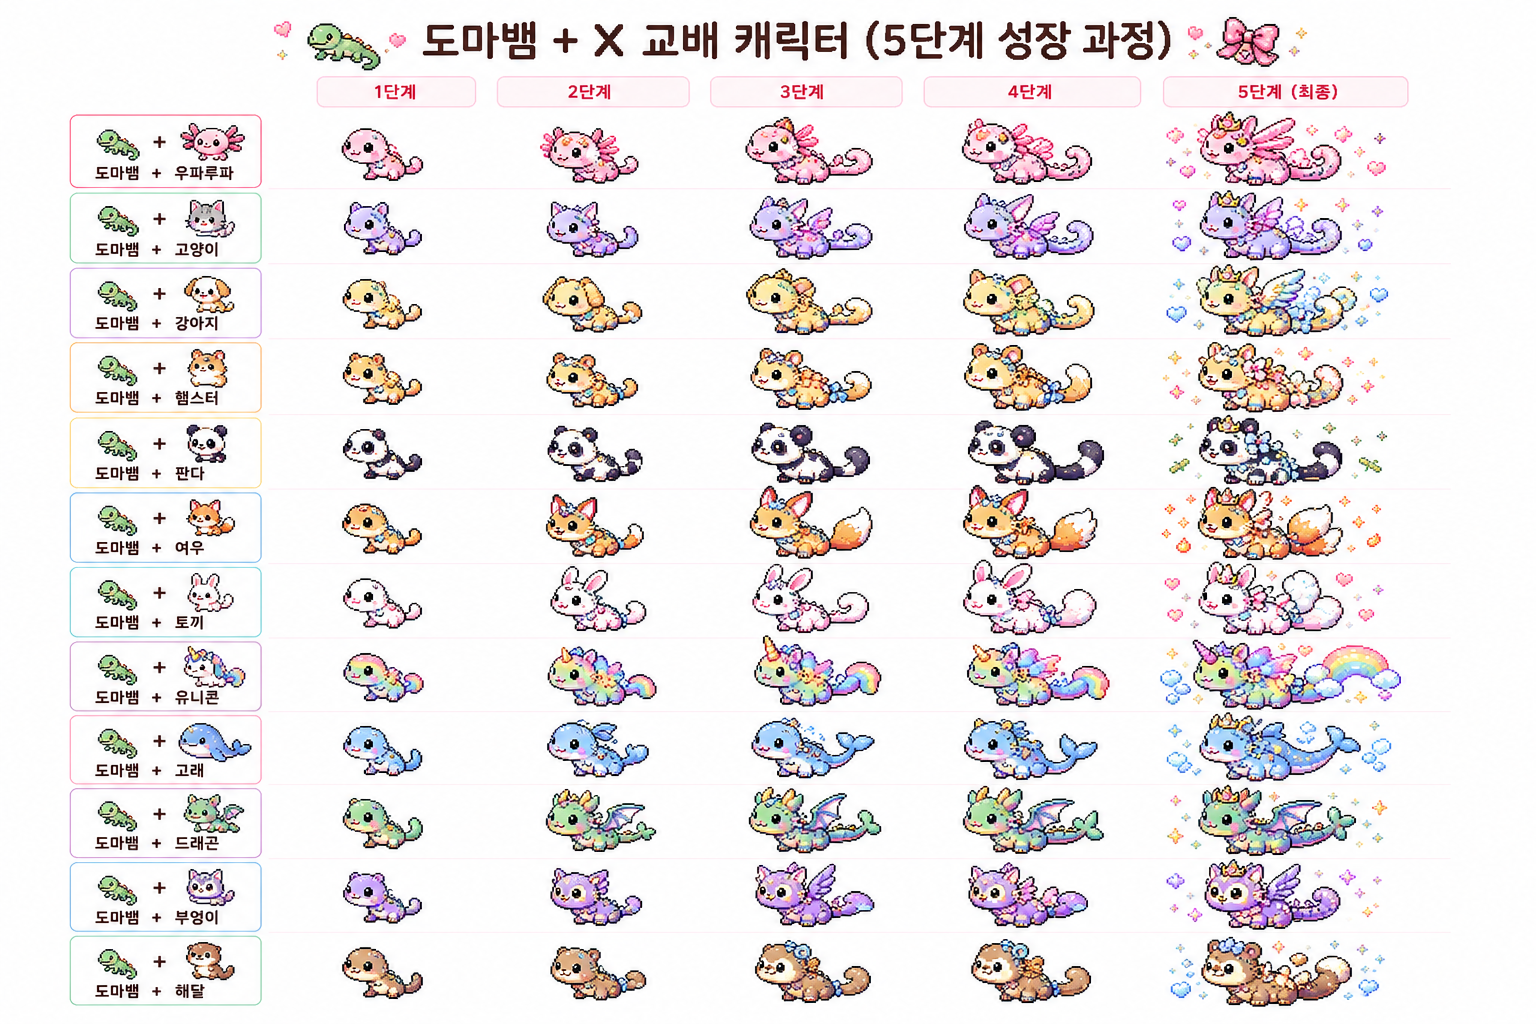 도마뱀 + X 교배 캐릭터 (5단계 성장 과정)
1단계 2단계 3단계 4단계 5단계 (최종)
+
도마뱀 + 우파루파
+
도마뱀 + 고양이
+
도마뱀 + 강아지
+
도마뱀 + 햄스터
+
도마뱀 + 판다
+
도마뱀 + 여우
+
도마뱀 + 토끼
+
도마뱀 + 유니콘
+
도마뱀 + 고래
+
도마뱀 + 드래곤
+
도마뱀 + 부엉이
+
도마뱀 + 해달